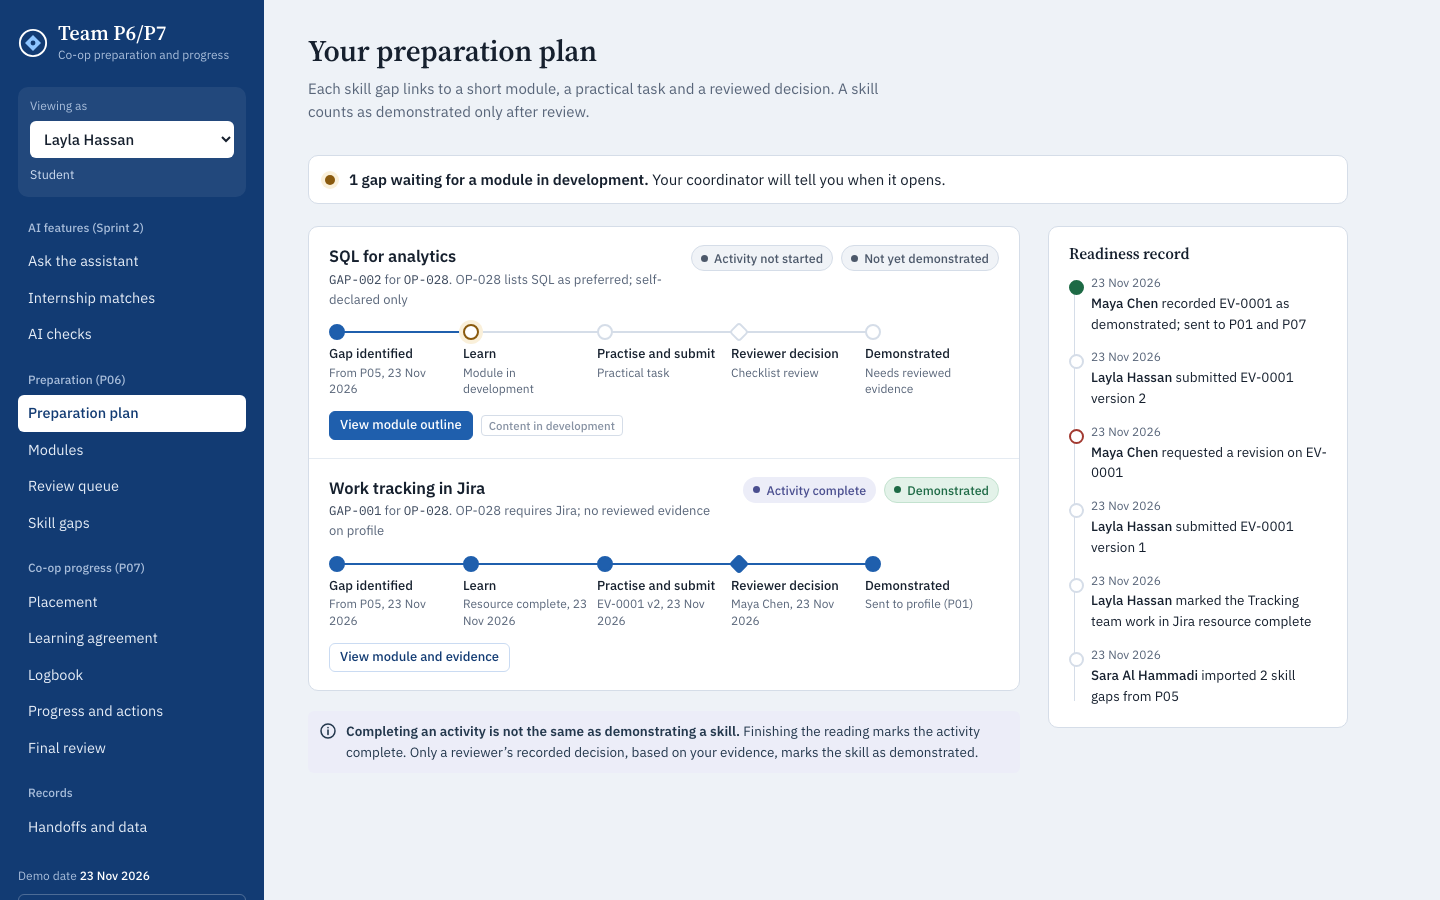 Team P6/P7
Co-op preparation and progress
Viewing as
Layla Hassan
Student
AI features (Sprint 2)
Ask the assistant
Internship matches
AI checks
Preparation (P06)
Preparation plan
Modules
Review queue
Skill gaps
Co-op progress (P07)
Placement
Learning agreement
Logbook
Progress and actions
Final review
Records
Handoffs and data
Demo date 23 Nov 2026
Your preparation plan
Each skill gap links to a short module, a practical task and a reviewed decision. A skill
counts as demonstrated only after review.
1 gap waiting for a module in development. Your coordinator will tell you when it opens.
SQL for analytics
Activity not started
Not yet demonstrated
GAP-002 for OP-028. OP-028 lists SQL as preferred; self-
declared only
Gap identified
From P05, 23 Nov
2026
Learn
Module in
development
Practise and submit
Practical task
Reviewer decision
Checklist review
Demonstrated
Needs reviewed
evidence
View module outline
Content in development
Work tracking in Jira
Activity complete
Demonstrated
GAP-001 for OP-028. OP-028 requires Jira; no reviewed evidence
on profile
Gap identified
From P05, 23 Nov
2026
Learn
Resource complete, 23
Nov 2026
Practise and submit
EV-0001 v2, 23 Nov
2026
Reviewer decision
Maya Chen, 23 Nov
2026
Demonstrated
Sent to profile (P01)
View module and evidence
Completing an activity is not the same as demonstrating a skill. Finishing the reading marks the activity
complete. Only a reviewer’s recorded decision, based on your evidence, marks the skill as demonstrated.
Readiness record
23 Nov 2026
Maya Chen recorded EV-0001 as
demonstrated; sent to P01 and P07
23 Nov 2026
Layla Hassan submitted EV-0001
version 2
23 Nov 2026
Maya Chen requested a revision on EV-
0001
23 Nov 2026
Layla Hassan submitted EV-0001
version 1
23 Nov 2026
Layla Hassan marked the Tracking
team work in Jira resource complete
23 Nov 2026
Sara Al Hammadi imported 2 skill
gaps from P05